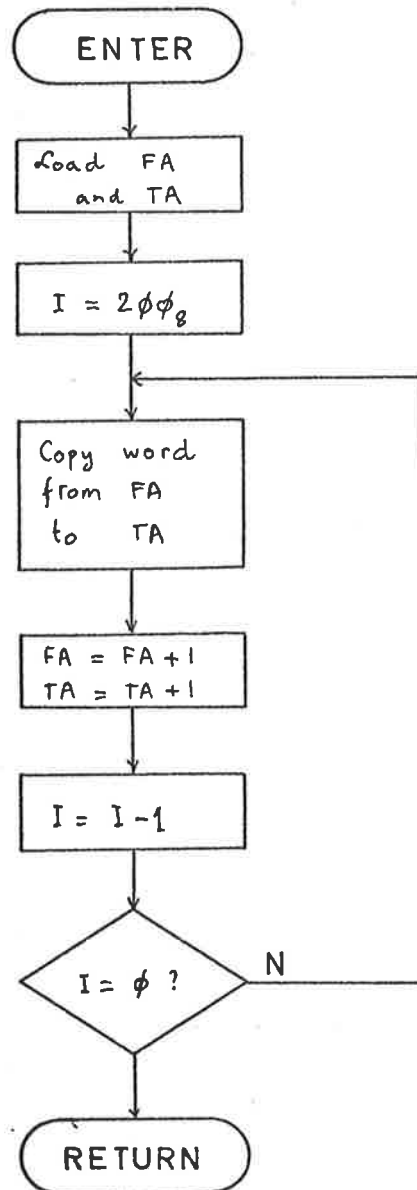 ENTER
Load FA
and TA
I = 2ϕϕ₈
Copy word
from FA
to TA
FA = FA + 1
TA = TA + 1
I = I - 1
I = ϕ ?
N
RETURN